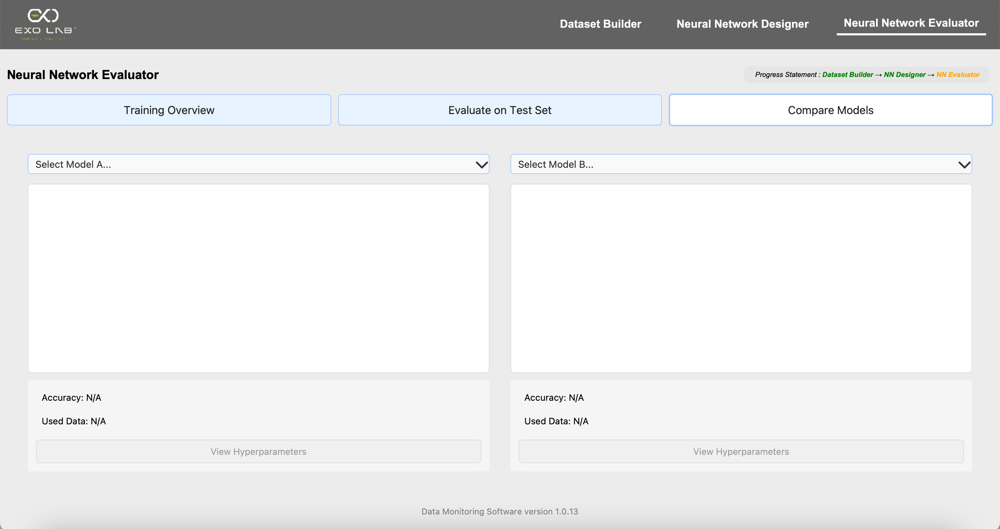 EXO LAB
Dataset Builder
Neural Network Designer
Neural Network Evaluator
Neural Network Evaluator
Progress Statement : Dataset Builder → NN Designer → NN Evaluator
Training Overview
Evaluate on Test Set
Compare Models
Select Model A...
Select Model B...
Accuracy: N/A
Used Data: N/A
View Hyperparameters
Accuracy: N/A
Used Data: N/A
View Hyperparameters
Data Monitoring Software version 1.0.13